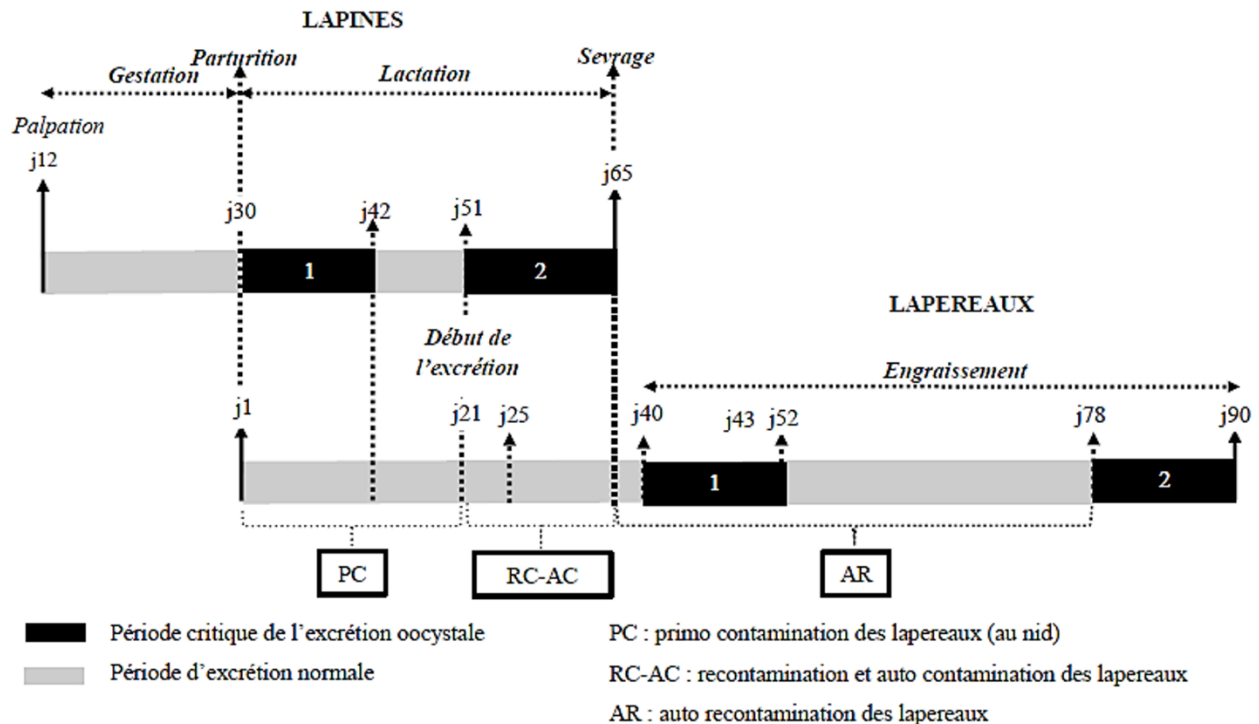 LAPINES
Parturition
Sevrage
Gestation
Lactation
Palpation
j12
j65
j30
j42
j51
1
2
LAPEREAUX
Début de
l'excrétion
Engraissement
j1
j21
j25
j40
j43
j52
j78
j90
1
2
PC
RC-AC
AR
Période critique de l'excrétion oocystale
PC : primo contamination des lapereaux (au nid)
Période d'excrétion normale
RC-AC : recontamination et auto contamination des lapereaux
AR : auto recontamination des lapereaux